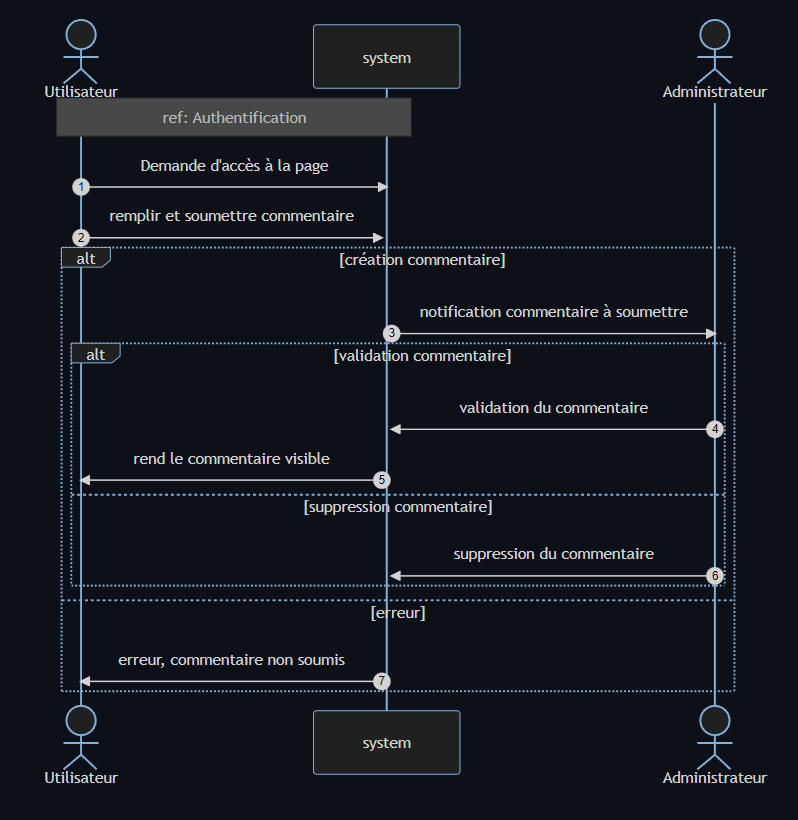 Utilisateur
system
Administrateur
ref: Authentification
Demande d'accès à la page
1
remplir et soumettre commentaire
2
alt
[création commentaire]
notification commentaire à soumettre
3
alt
[validation commentaire]
validation du commentaire
4
rend le commentaire visible
5
[suppression commentaire]
suppression du commentaire
6
[erreur]
erreur, commentaire non soumis
7
Utilisateur
system
Administrateur